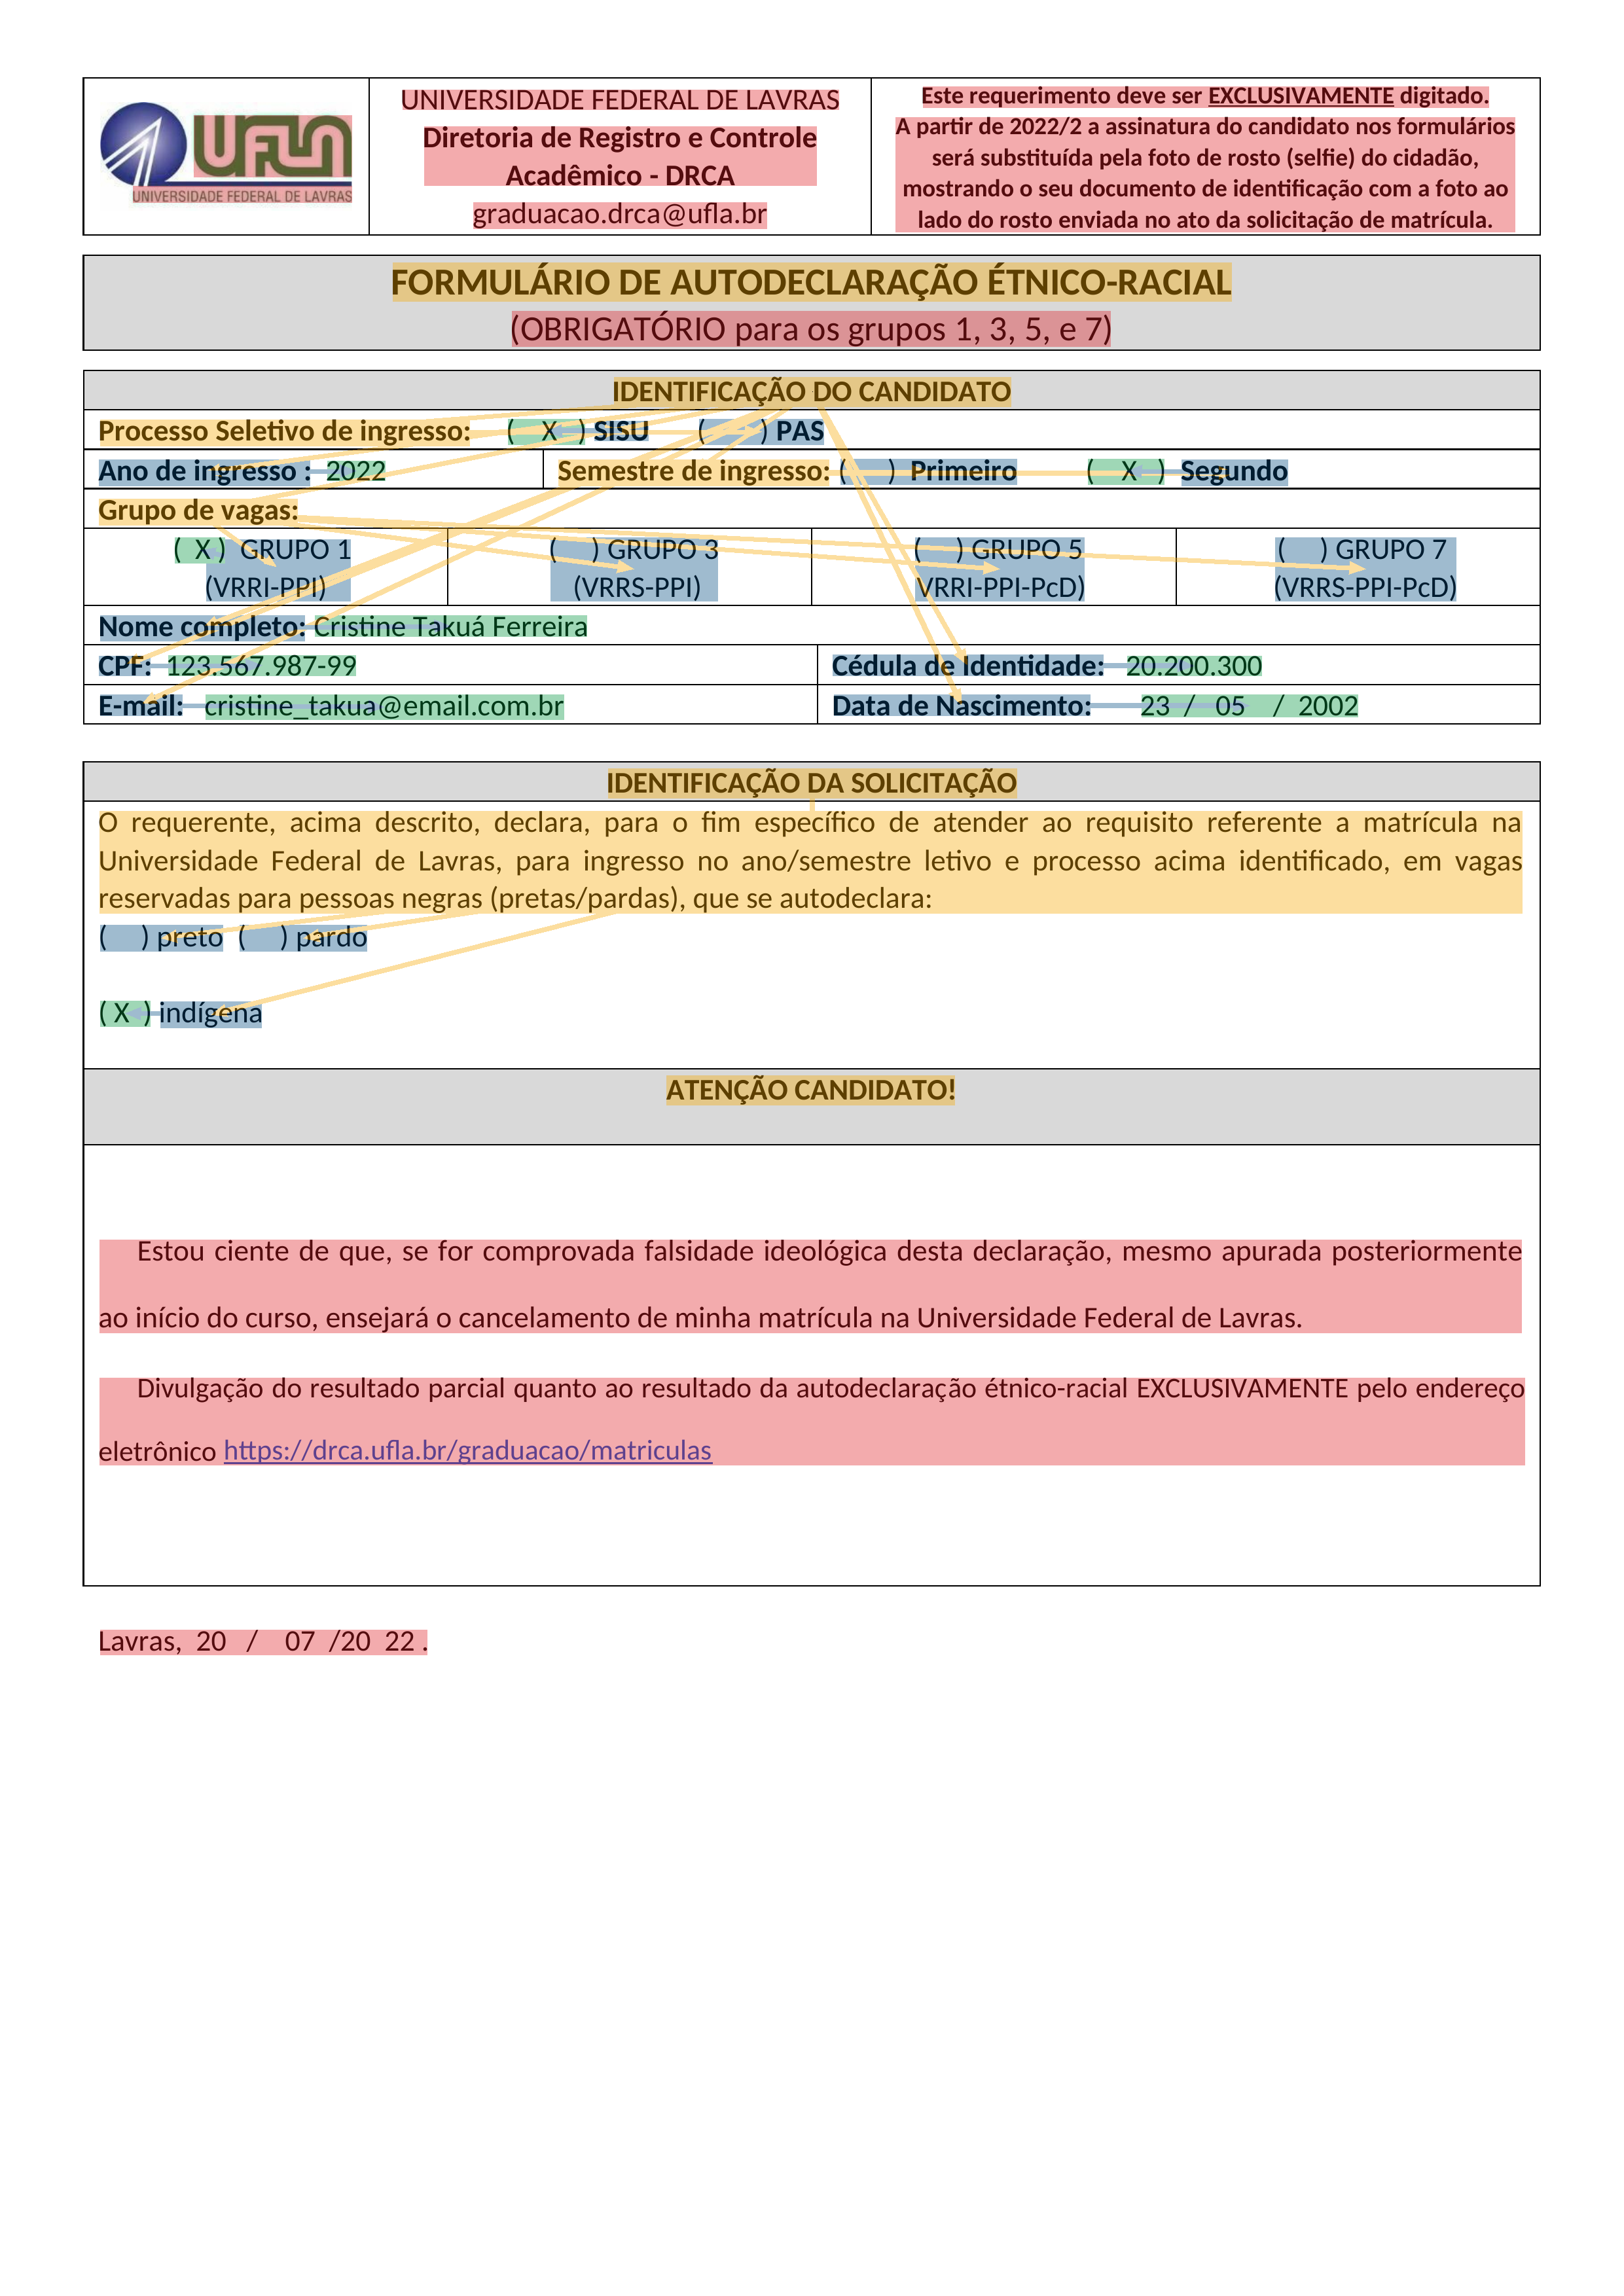 UFLA
UNIVERSIDADE FEDERAL DE LAVRAS
UNIVERSIDADE FEDERAL DE LAVRAS
Diretoria de Registro e Controle
Acadêmico - DRCA
graduacao.drca@ufla.br
Este requerimento deve ser EXCLUSIVAMENTE digitado.
A partir de 2022/2 a assinatura do candidato nos formulários
será substituída pela foto de rosto (selfie) do cidadão,
mostrando o seu documento de identificação com a foto ao
lado do rosto enviada no ato da solicitação de matrícula.
FORMULÁRIO DE AUTODECLARAÇÃO ÉTNICO-RACIAL
(OBRIGATÓRIO para os grupos 1, 3, 5, e 7)
IDENTIFICAÇÃO DO CANDIDATO
Processo Seletivo de ingresso: ( X ) SISU ( ) PAS
Ano de ingresso : 2022 Semestre de ingresso: ( ) Primeiro ( X ) Segundo
Grupo de vagas:
( X ) GRUPO 1
(VRRI-PPI)
( ) GRUPO 3
(VRRS-PPI)
( ) GRUPO 5
(VRRI-PPI-PcD)
( ) GRUPO 7
(VRRS-PPI-PcD)
Nome completo: Cristine Takuá Ferreira
CPF: 123.567.987-99 Cédula de Identidade: 20.200.300
E-mail: cristine_takua@email.com.br Data de Nascimento: 23 / 05 / 2002
IDENTIFICAÇÃO DA SOLICITAÇÃO
O requerente, acima descrito, declara, para o fim específico de atender ao requisito referente a matrícula na
Universidade Federal de Lavras, para ingresso no ano/semestre letivo e processo acima identificado, em vagas
reservadas para pessoas negras (pretas/pardas), que se autodeclara:
( ) preto ( ) pardo
( X ) indígena
ATENÇÃO CANDIDATO!
Estou ciente de que, se for comprovada falsidade ideológica desta declaração, mesmo apurada posteriormente
ao início do curso, ensejará o cancelamento de minha matrícula na Universidade Federal de Lavras.
Divulgação do resultado parcial quanto ao resultado da autodeclaração étnico-racial EXCLUSIVAMENTE pelo endereço
eletrônico https://drca.ufla.br/graduacao/matriculas
Lavras, 20 / 07 /20 22 .